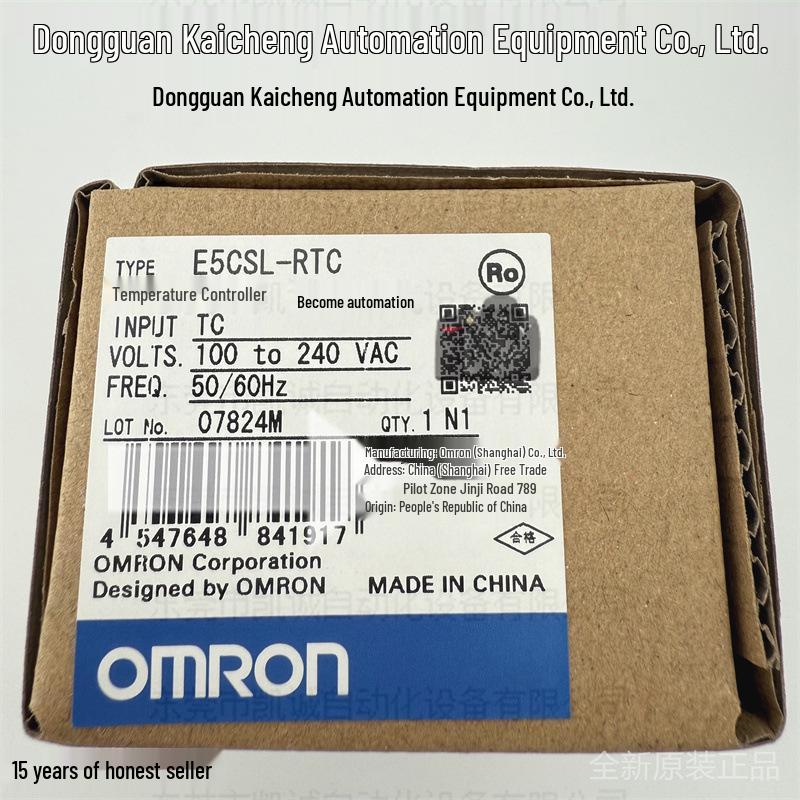 Dongguan Kaicheng Automation Equipment Co., Ltd.
Dongguan Kaicheng Automation Equipment Co., Ltd.
TYPE E5CSL-RTC
Ro
Temperature Controller
Become automation
INPUT TC
VOLTS. 100 to 240 VAC
FREQ. 50/60Hz
LOT No. 07824M QTY. 1 N1
Manufacturing: Omron (Shanghai) Co., Ltd.
Address: China (Shanghai) Free Trade
Pilot Zone Jinji Road 789
Origin: People's Republic of China
4 547648 841917
合格
OMRON Corporation
Designed by OMRON MADE IN CHINA
OMRON
15 years of honest seller
全新原装正品